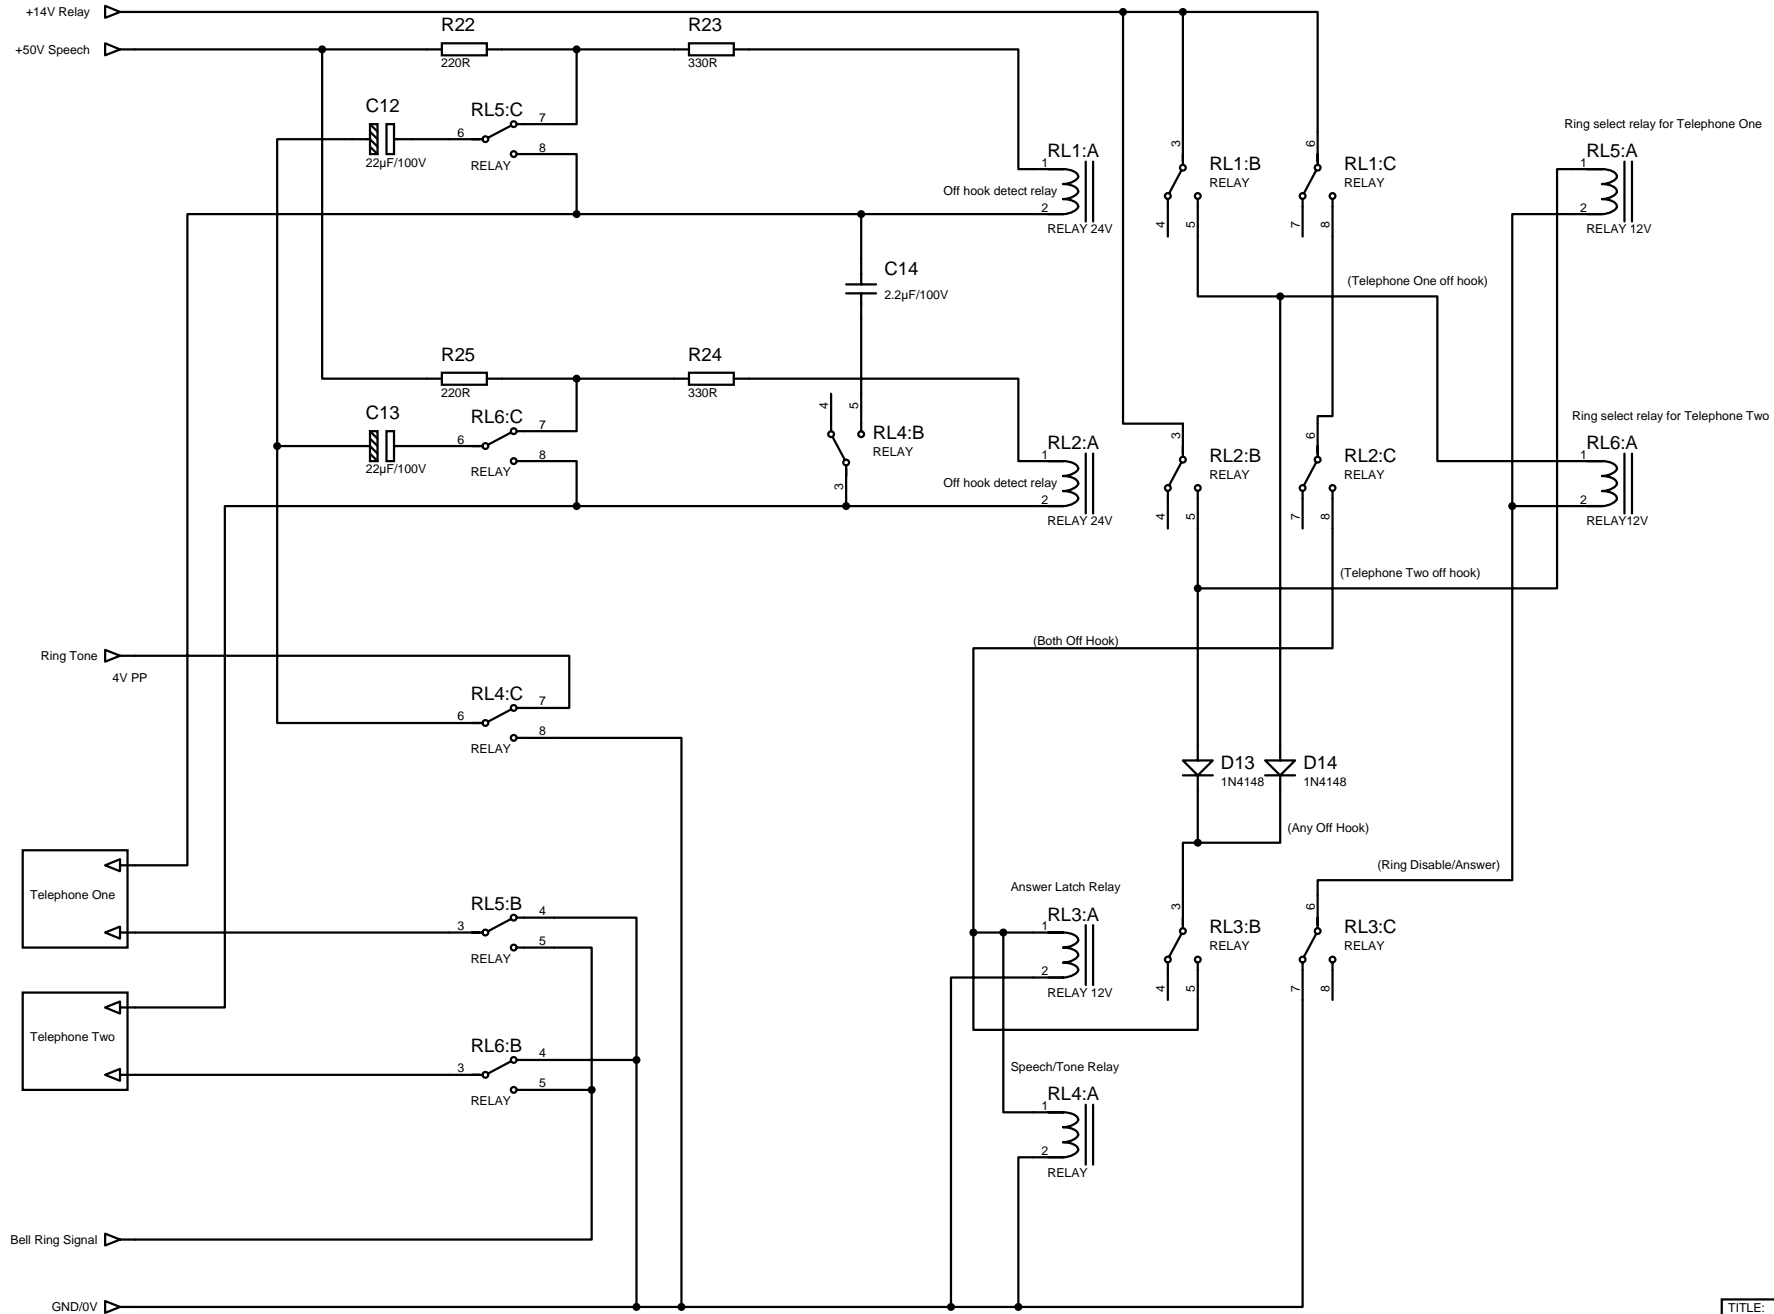 +14V Relay
+50V Speech
R22
220R
R23
330R
C12
22µF/100V
RL5:C
6
7
8
RELAY
RL1:A
1
2
Off hook detect relay
RELAY 24V
3
4
5
RL1:B
RELAY
6
7
8
RL1:C
RELAY
Ring select relay for Telephone One
RL5:A
1
2
RELAY 12V
C14
2.2µF/100V
(Telephone One off hook)
R25
220R
R24
330R
C13
22µF/100V
RL6:C
6
7
8
RELAY
4
5
3
RL4:B
RELAY
RL2:A
1
2
Off hook detect relay
RELAY 24V
3
4
5
RL2:B
RELAY
6
7
8
RL2:C
RELAY
Ring select relay for Telephone Two
RL6:A
1
2
RELAY12V
(Telephone Two off hook)
(Both Off Hook)
Ring Tone
4V PP
RL4:C
6
7
8
RELAY
D13
1N4148
D14
1N4148
(Any Off Hook)
(Ring Disable/Answer)
Telephone One
RL5:B
3
4
5
RELAY
Answer Latch Relay
RL3:A
1
2
RELAY 12V
3
4
5
RL3:B
RELAY
6
7
8
RL3:C
RELAY
Telephone Two
RL6:B
3
4
5
RELAY
Speech/Tone Relay
RL4:A
1
2
RELAY
Bell Ring Signal
GND/0V
TITLE: